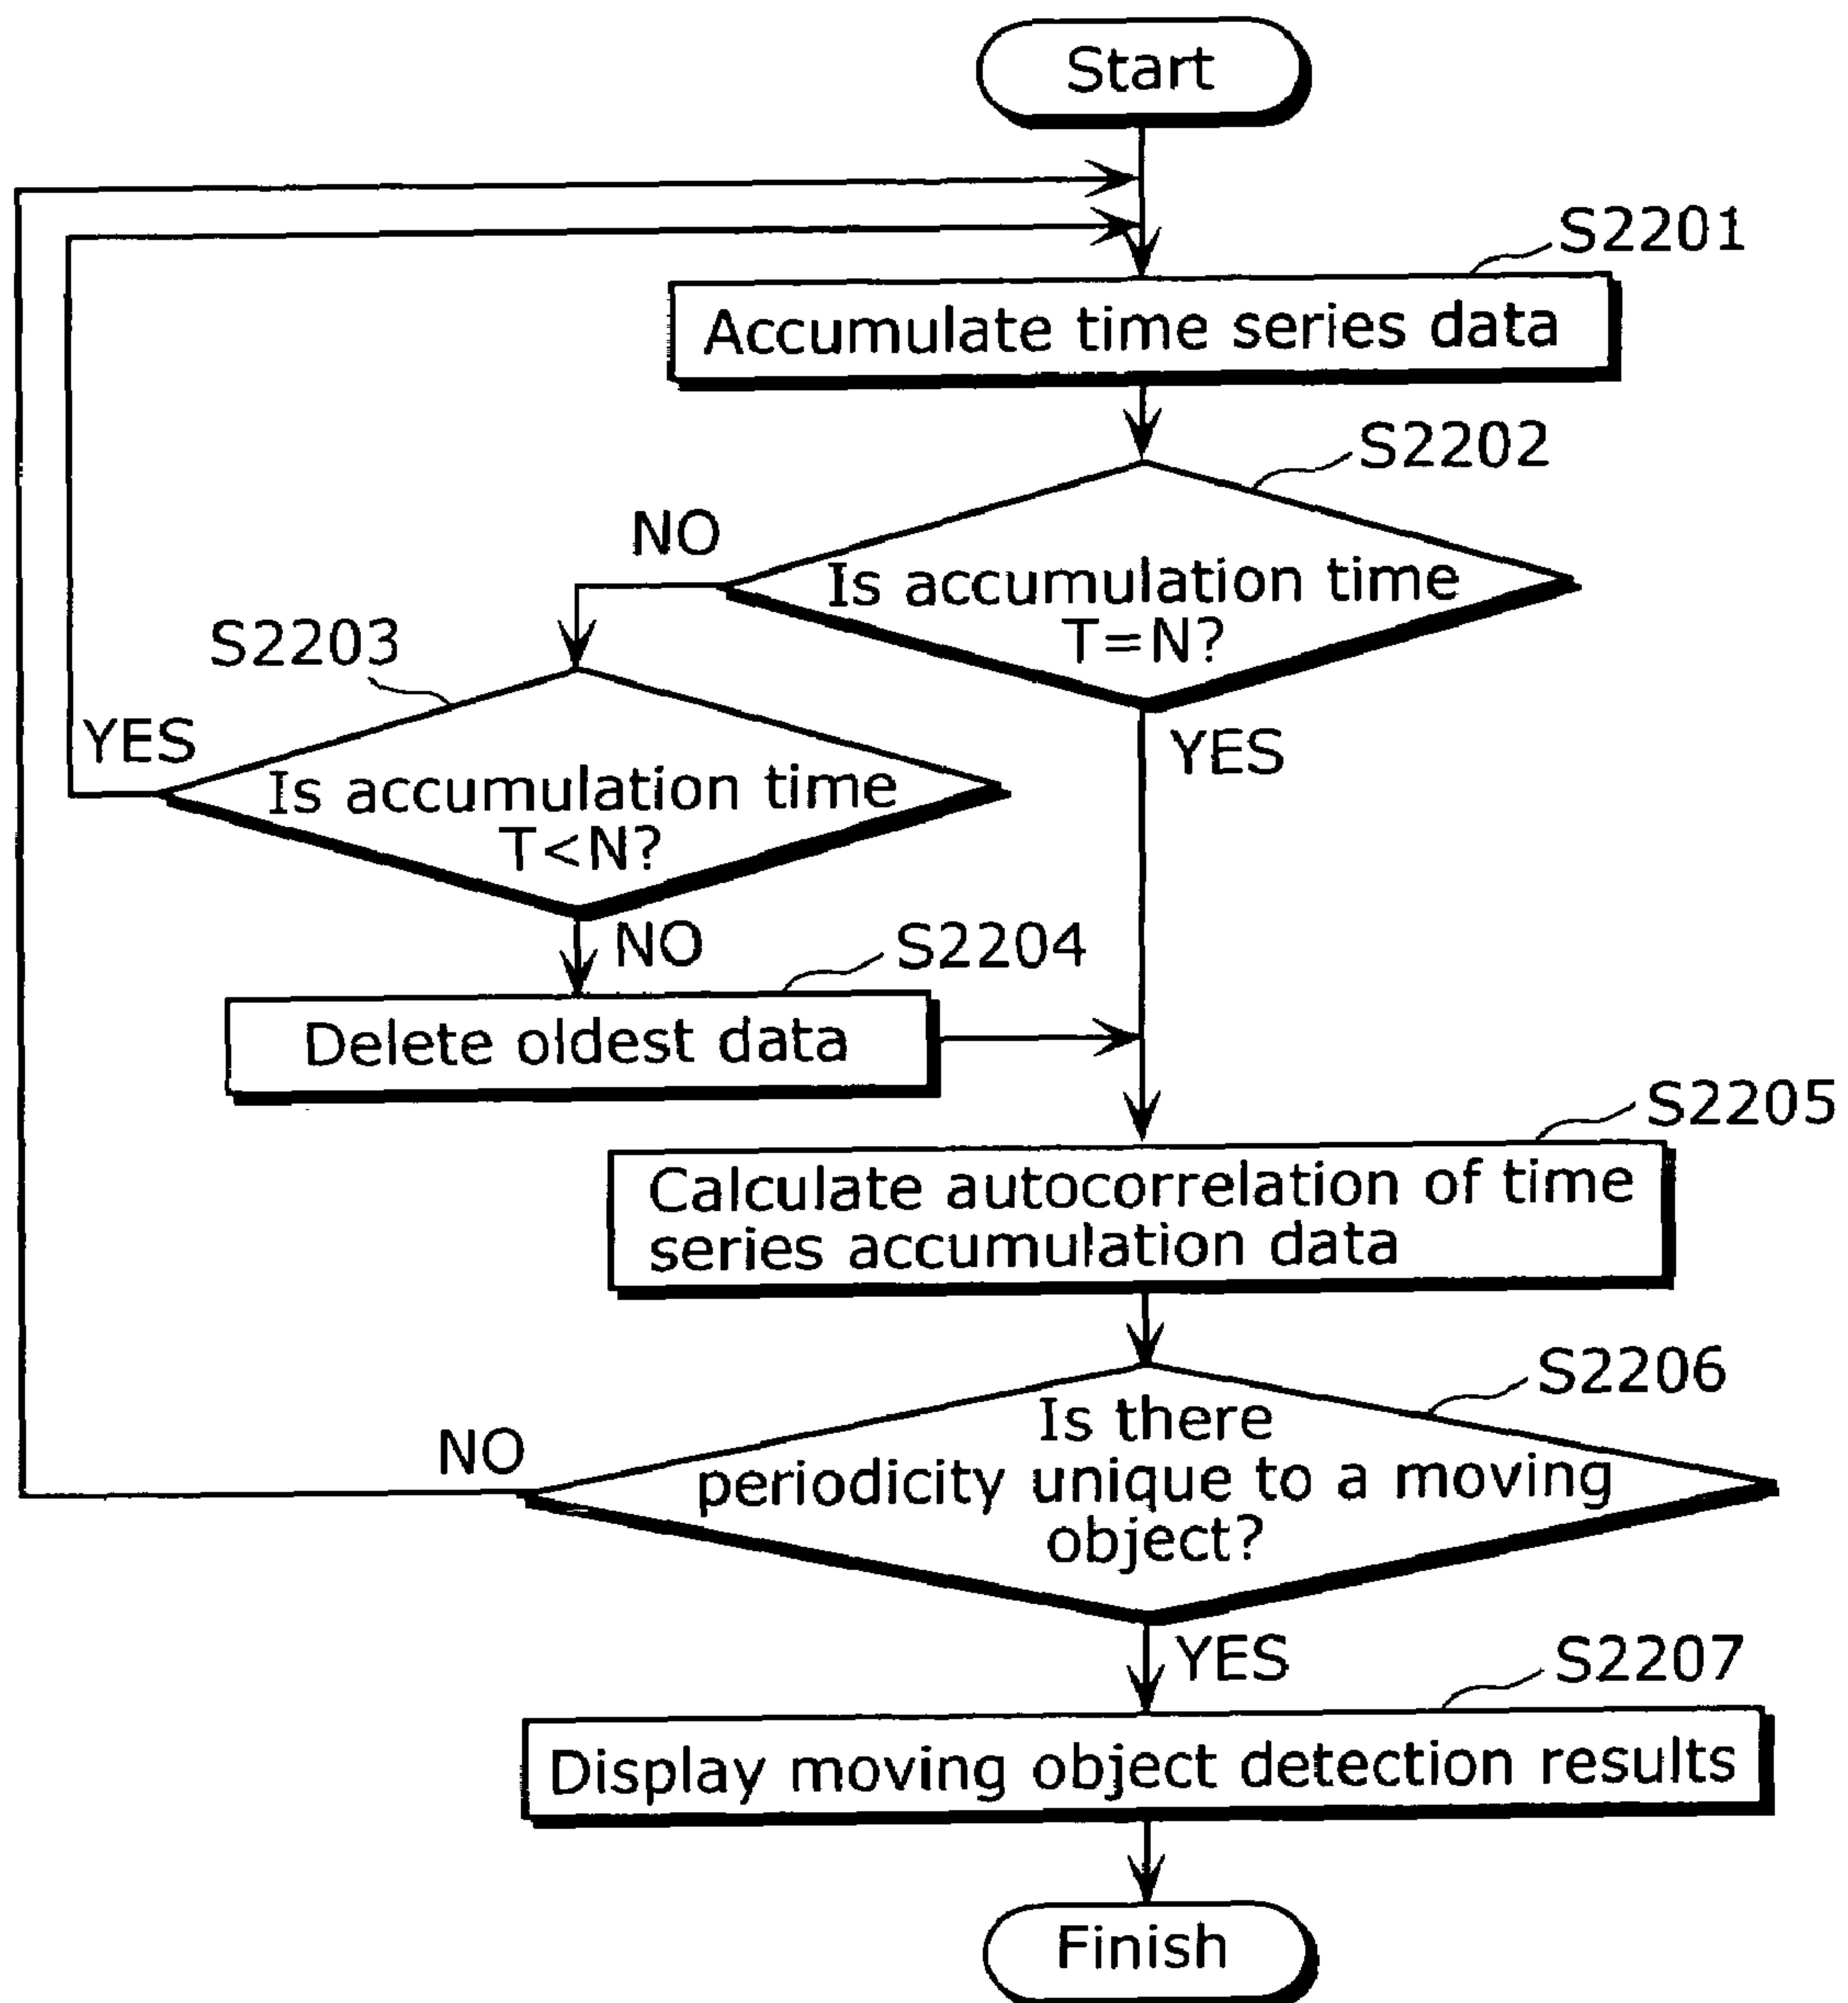 Start
S2201
Accumulate time series data
S2202
NO
Is accumulation time
T=N?
S2203
YES
YES
Is accumulation time
T<N?
NO
S2204
Delete oldest data
S2205
Calculate autocorrelation of time
series accumulation data
S2206
Is there
NO
periodicity unique to a moving
object?
YES
S2207
Display moving object detection results
Finish